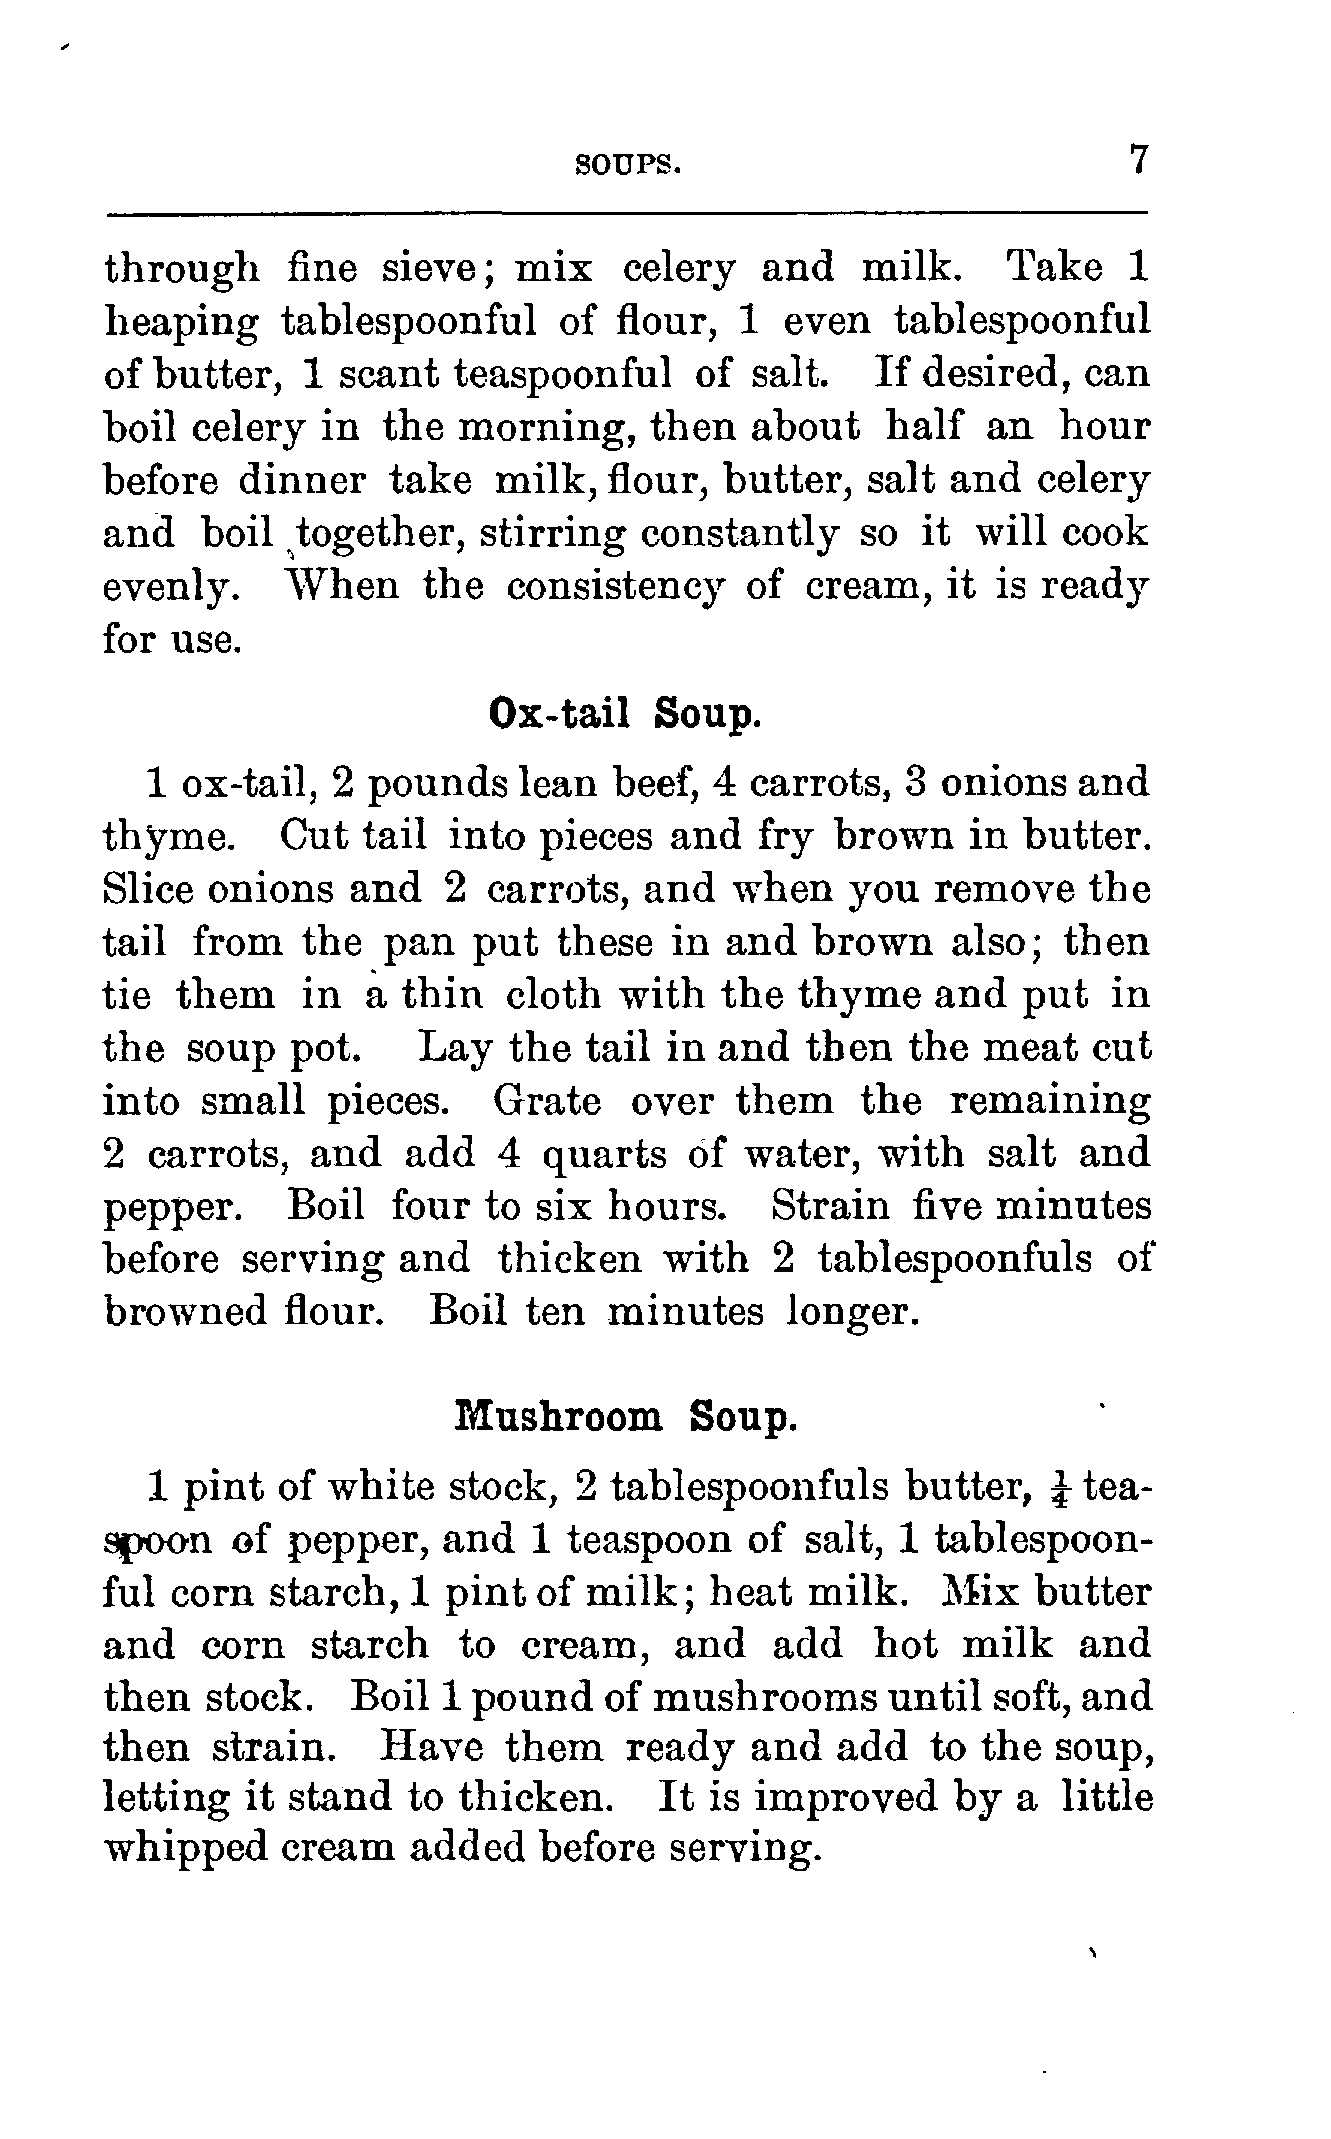 SOUPS. 7
through fine sieve; mix celery and milk. Take 1
heaping tablespoonful of flour, 1 even tablespoonful
of butter, 1 scant teaspoonful of salt. If desired, can
boil celery in the morning, then about half an hour
before dinner take milk, flour, butter, salt and celery
and boil together, stirring constantly so it will cook
evenly. When the consistency of cream, it is ready
for use.
Ox-tail Soup.
1 ox-tail, 2 pounds lean beef, 4 carrots, 3 onions and
thyme. Cut tail into pieces and fry brown in butter.
Slice onions and 2 carrots, and when you remove the
tail from the pan put these in and brown also; then
tie them in a thin cloth with the thyme and put in
the soup pot. Lay the tail in and then the meat cut
into small pieces. Grate over them the remaining
2 carrots, and add 4 quarts of water, with salt and
pepper. Boil four to six hours. Strain five minutes
before serving and thicken with 2 tablespoonfuls of
browned flour. Boil ten minutes longer.
Mushroom Soup.
1 pint of white stock, 2 tablespoonfuls butter, ¼ tea-
spoon of pepper, and 1 teaspoon of salt, 1 tablespoon-
ful corn starch, 1 pint of milk; heat milk. Mix butter
and corn starch to cream, and add hot milk and
then stock. Boil 1 pound of mushrooms until soft, and
then strain. Have them ready and add to the soup,
letting it stand to thicken. It is improved by a little
whipped cream added before serving.